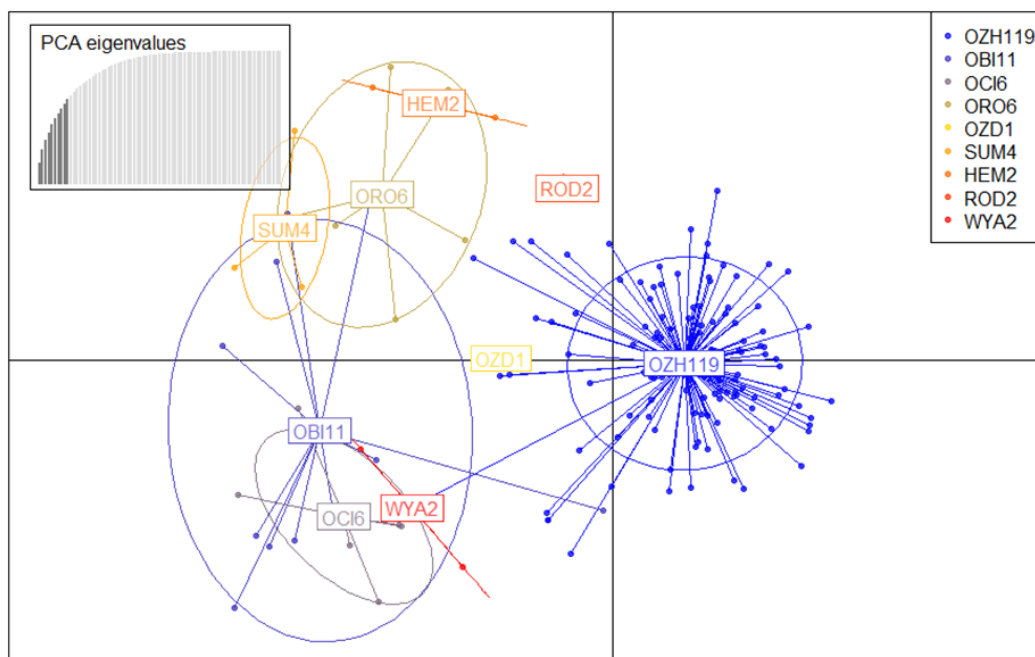 PCA eigenvalues
OZH119
OBI11
OCI6
ORO6
OZD1
SUM4
HEM2
ROD2
WYA2
HEM2
ROD2
ORO6
SUM4
OZD1
OZH119
OBI11
WYA2
OCI6